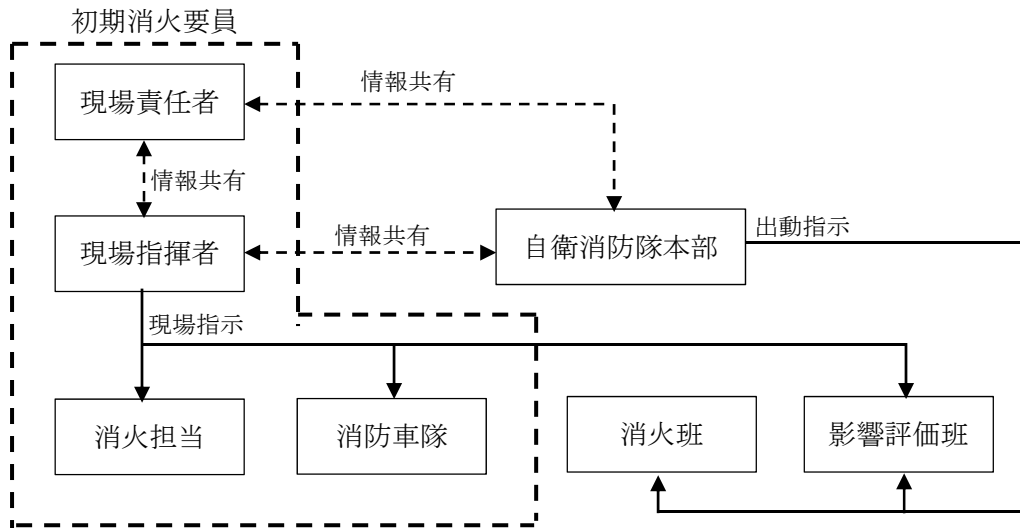 初期消火要員
現場責任者
情報共有
情報共有
現場指揮者
情報共有
自衛消防隊本部
出動指示
現場指示
消火担当
消防車隊
消火班
影響評価班